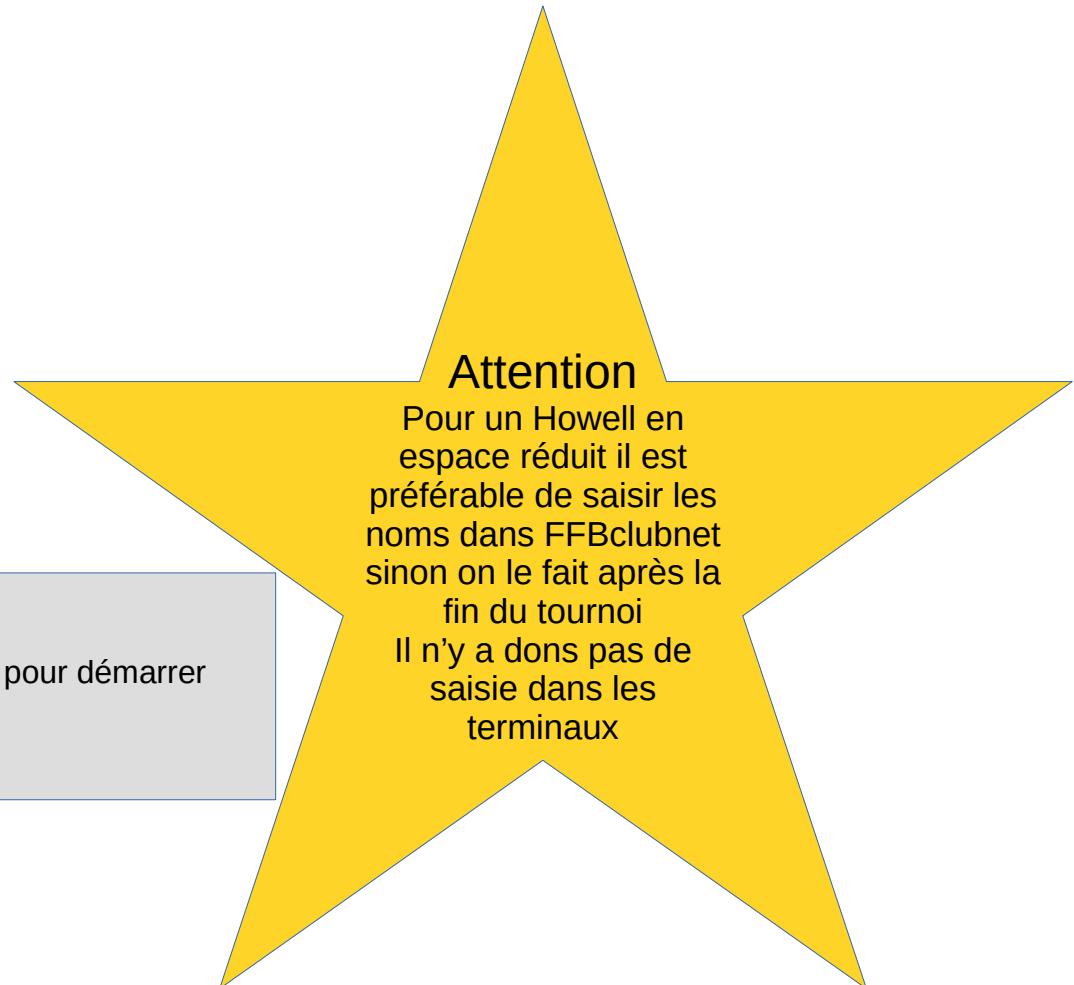 Attention
Pour un Howell en
espace réduit il est
préférable de saisir les
noms dans FFBclubnet
sinon on le fait après la
fin du tournoi
Il n’y a dons pas de
saisie dans les
terminaux
pour démarrer